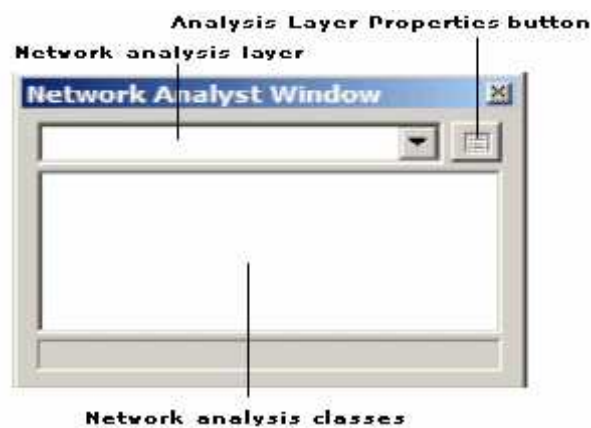 Analysis Layer Properties button
Network analysis layer
Network Analyst Window
Network analysis classes